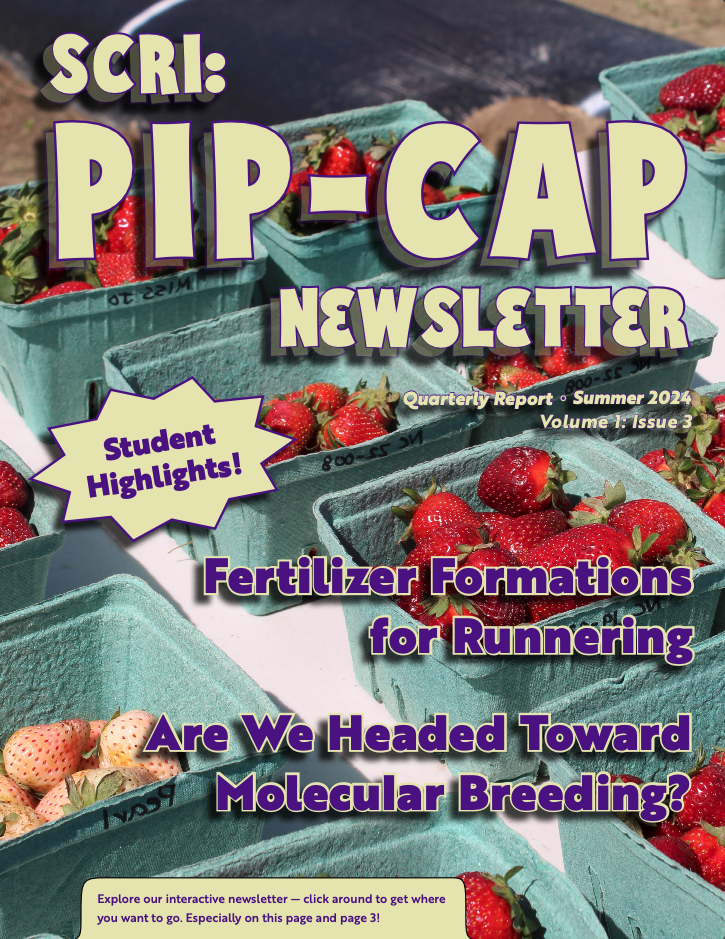 SCRI:
PIP-CAP
NEWSLETTER
Quarterly Report ◦ Summer 2024
Volume 1: Issue 3
Student
Highlights!
NC 22-008
Fertilizer Formations
for Runnering
Are We Headed Toward
Molecular Breeding?
Pearl
Explore our interactive newsletter — click around to get where
you want to go. Especially on this page and page 3!